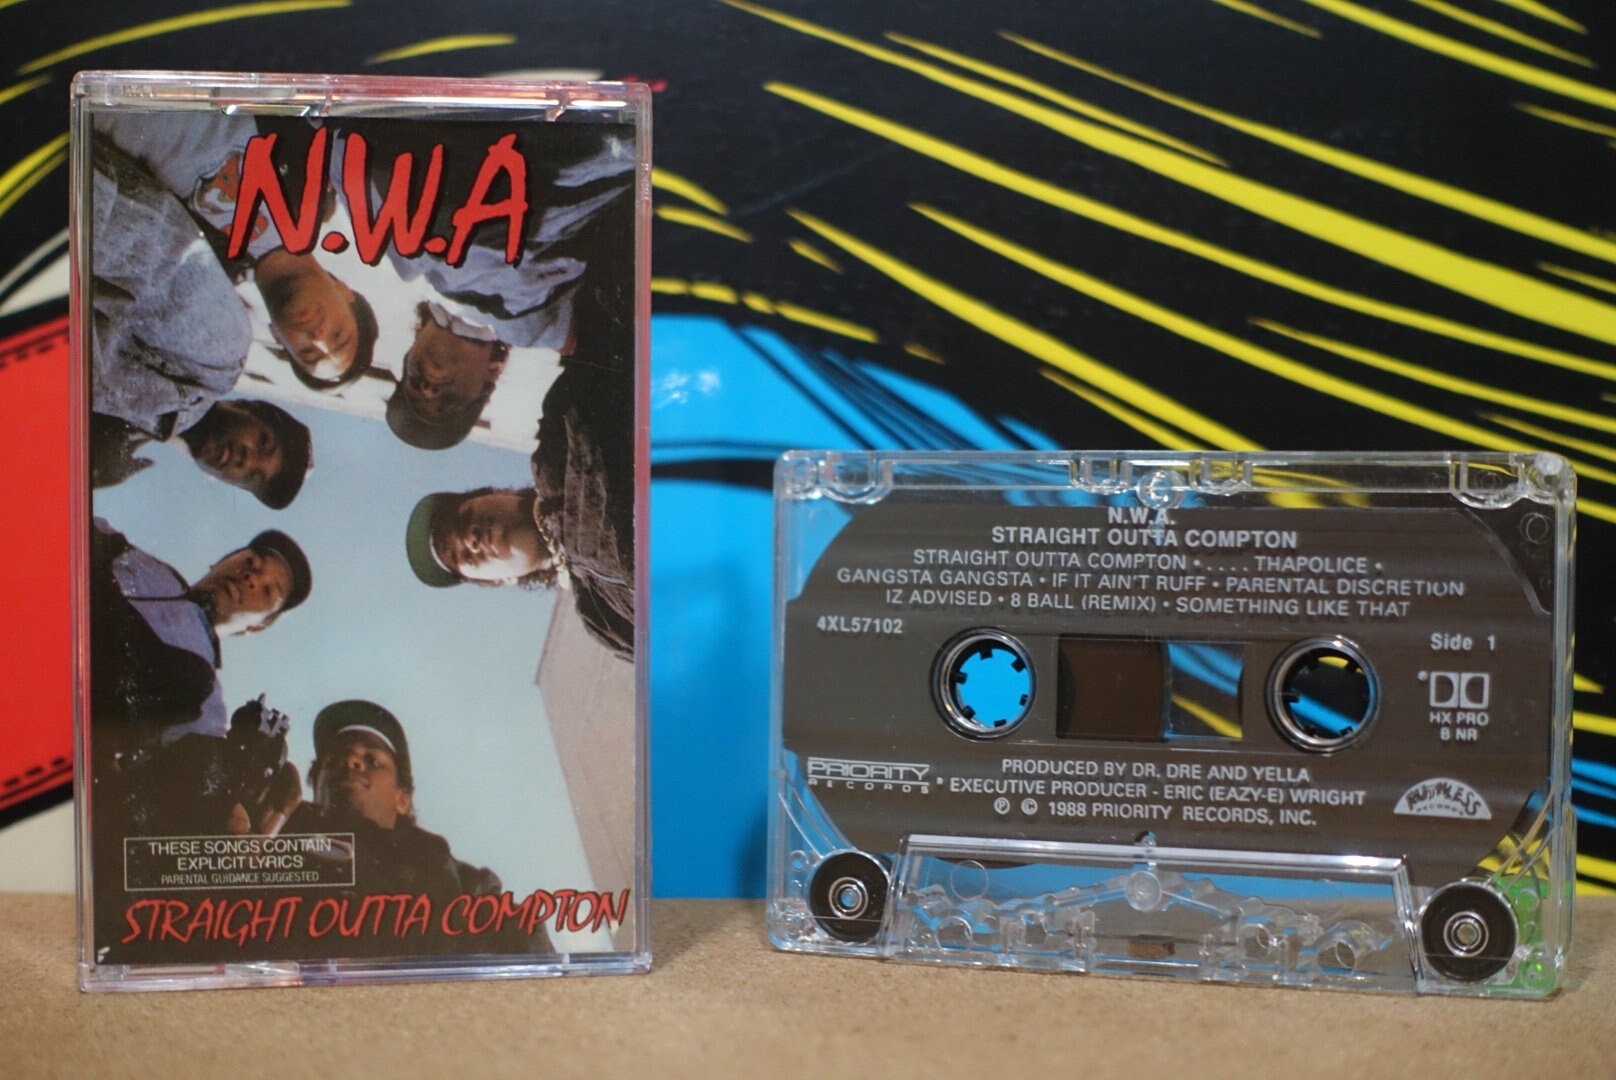 N.W.A
THESE SONGS CONTAIN
EXPLICIT LYRICS
PARENTAL GUIDANCE SUGGESTED
STRAIGHT OUTTA COMPTON
N.W.A.
STRAIGHT OUTTA COMPTON
STRAIGHT OUTTA COMPTON • . . . . THAPOLICE •
GANGSTA GANGSTA • IF IT AIN'T RUFF • PARENTAL DISCRETION
IZ ADVISED • 8 BALL (REMIX) • SOMETHING LIKE THAT
4XL57102
Side 1
HX PRO
B NR
PRIORITY
RECORDS
PRODUCED BY DR. DRE AND YELLA
EXECUTIVE PRODUCER - ERIC (EAZY-E) WRIGHT
℗ © 1988 PRIORITY RECORDS, INC.
RUTHLESS
RECORDS